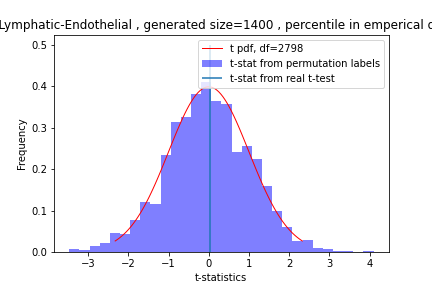 Lymphatic-Endothelial , generated size=1400 , percentile in emperical
0.5
0.4
0.3
0.2
0.1
0.0
Frequency
t pdf, df=2798
t-stat from permutation labels
t-stat from real t-test
−3 −2 −1 0 1 2 3 4
t-statistics